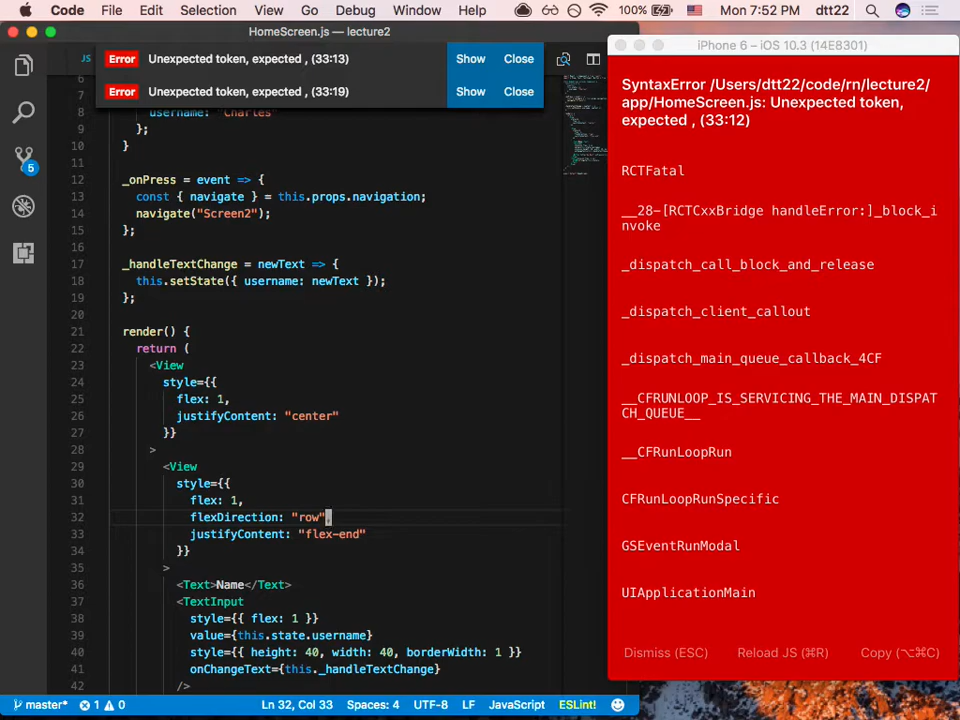 Code File Edit Selection View Go Debug Window Help 100% Mon 7:52 PM dtt22
HomeScreen.js — lecture2
JS
Error Unexpected token, expected , (33:13) Show Close
Error Unexpected token, expected , (33:19) Show Close
6
7
8 username: "Charles"
9 };
10 }
11
12 _onPress = event => {
13 const { navigate } = this.props.navigation;
14 navigate("Screen2");
15 };
16
17 _handleTextChange = newText => {
18 this.setState({ username: newText });
19 };
20
21 render() {
22 return (
23 <View
24 style={{
25 flex: 1,
26 justifyContent: "center"
27 }}
28 >
29 <View
30 style={{
31 flex: 1,
32 flexDirection: "row",
33 justifyContent: "flex-end"
34 }}
35 >
36 <Text>Name</Text>
37 <TextInput
38 style={{ flex: 1 }}
39 value={this.state.username}
40 style={{ height: 40, width: 40, borderWidth: 1 }}
41 onChangeText={this._handleTextChange}
42 />
5
master* 1 0 Ln 32, Col 33 Spaces: 4 UTF-8 LF JavaScript ESLint!
iPhone 6 – iOS 10.3 (14E8301)
SyntaxError /Users/dtt22/code/rn/lecture2/
app/HomeScreen.js: Unexpected token,
expected , (33:12)
RCTFatal
__28-[RCTCxxBridge handleError:]_block_i
nvoke
_dispatch_call_block_and_release
_dispatch_client_callout
_dispatch_main_queue_callback_4CF
__CFRUNLOOP_IS_SERVICING_THE_MAIN_DISPAT
CH_QUEUE__
__CFRunLoopRun
CFRunLoopRunSpecific
GSEventRunModal
UIApplicationMain
Dismiss (ESC) Reload JS (⌘R) Copy (⌥⌘C)